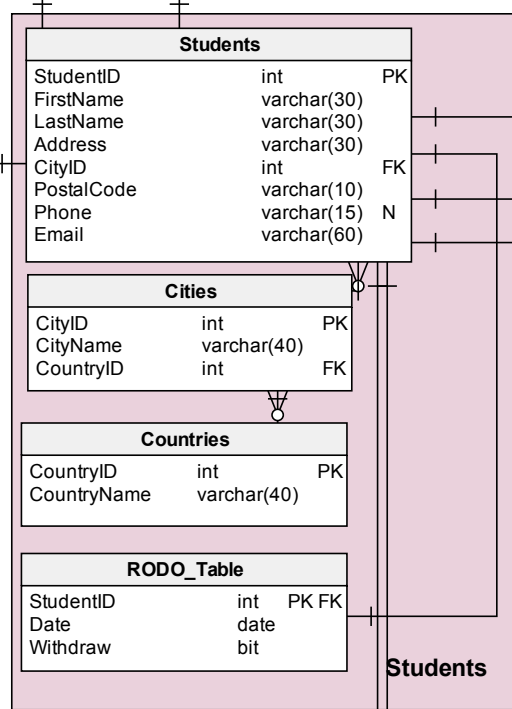 Students
StudentID int PK
FirstName varchar(30)
LastName varchar(30)
Address varchar(30)
CityID int FK
PostalCode varchar(10)
Phone varchar(15) N
Email varchar(60)
Cities
CityID int PK
CityName varchar(40)
CountryID int FK
Countries
CountryID int PK
CountryName varchar(40)
RODO_Table
StudentID int PK FK
Date date
Withdraw bit
Students